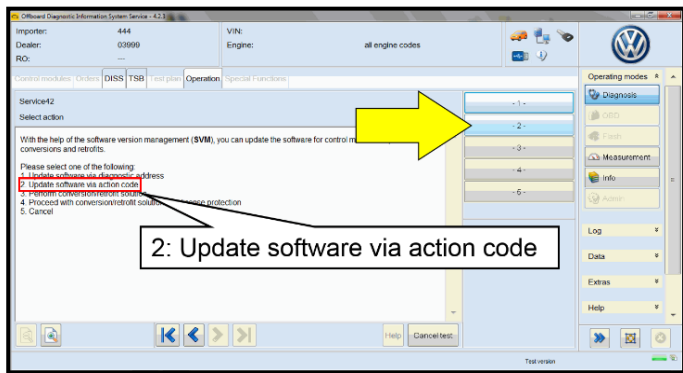 Offboard Diagnostic Information System Service - 4.2.3
Importer: 444 VIN:
Dealer: 03999 Engine: all engine codes
RO: ---
Control modules Orders DISS TSB Test plan Operation Special Functions
Operating modes
Service42
Select action
With the help of the software version management (SVM), you can update the software for control
conversions and retrofits.
Please select one of the following:
1. Update software via diagnostic address
2. Update software via action code
3. Perform conversion/retrofit solution
4. Proceed with conversion/retrofit protection
5. Cancel
- 1 -
- 2 -
- 3 -
- 4 -
- 5 -
Diagnosis
OBD
Flash
Measurement
Info
Admin
Log
Data
Extras
Help
2: Update software via action code
Help
Cancel test
Test version